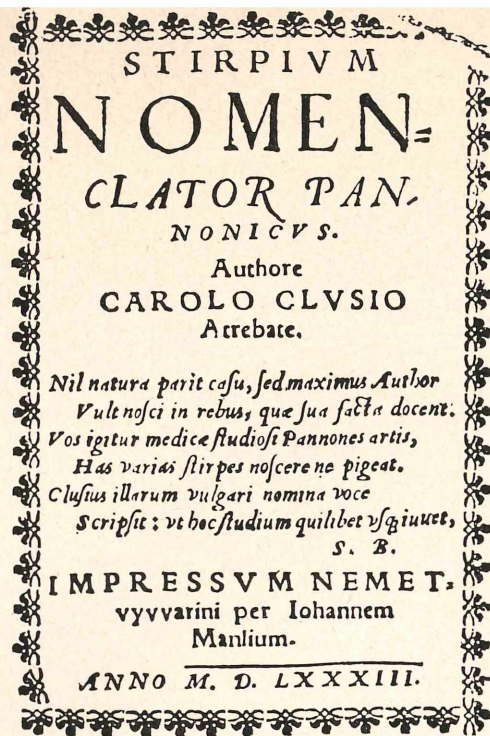 STIRPIVM
NOMEN=
CLATOR PAN-
NONICVS.
Authore
CAROLO CLVSIO
Atrebate.
Nil natura parit casu, sed maximus Author
Vult nosci in rebus, quæ sua facta docent.
Vos igitur medicæ studiosi Pannones artis,
Has varias stirpes noscere ne pigeat.
Clusius illarum vulgari nomina voce
Scripsit : vt hoc studium quilibet vsq; iuuet,
S. B.
IMPRESSVM NEMET=
vyvvarini per Iohannem
Manlium.
ANNO M. D. LXXXIII.